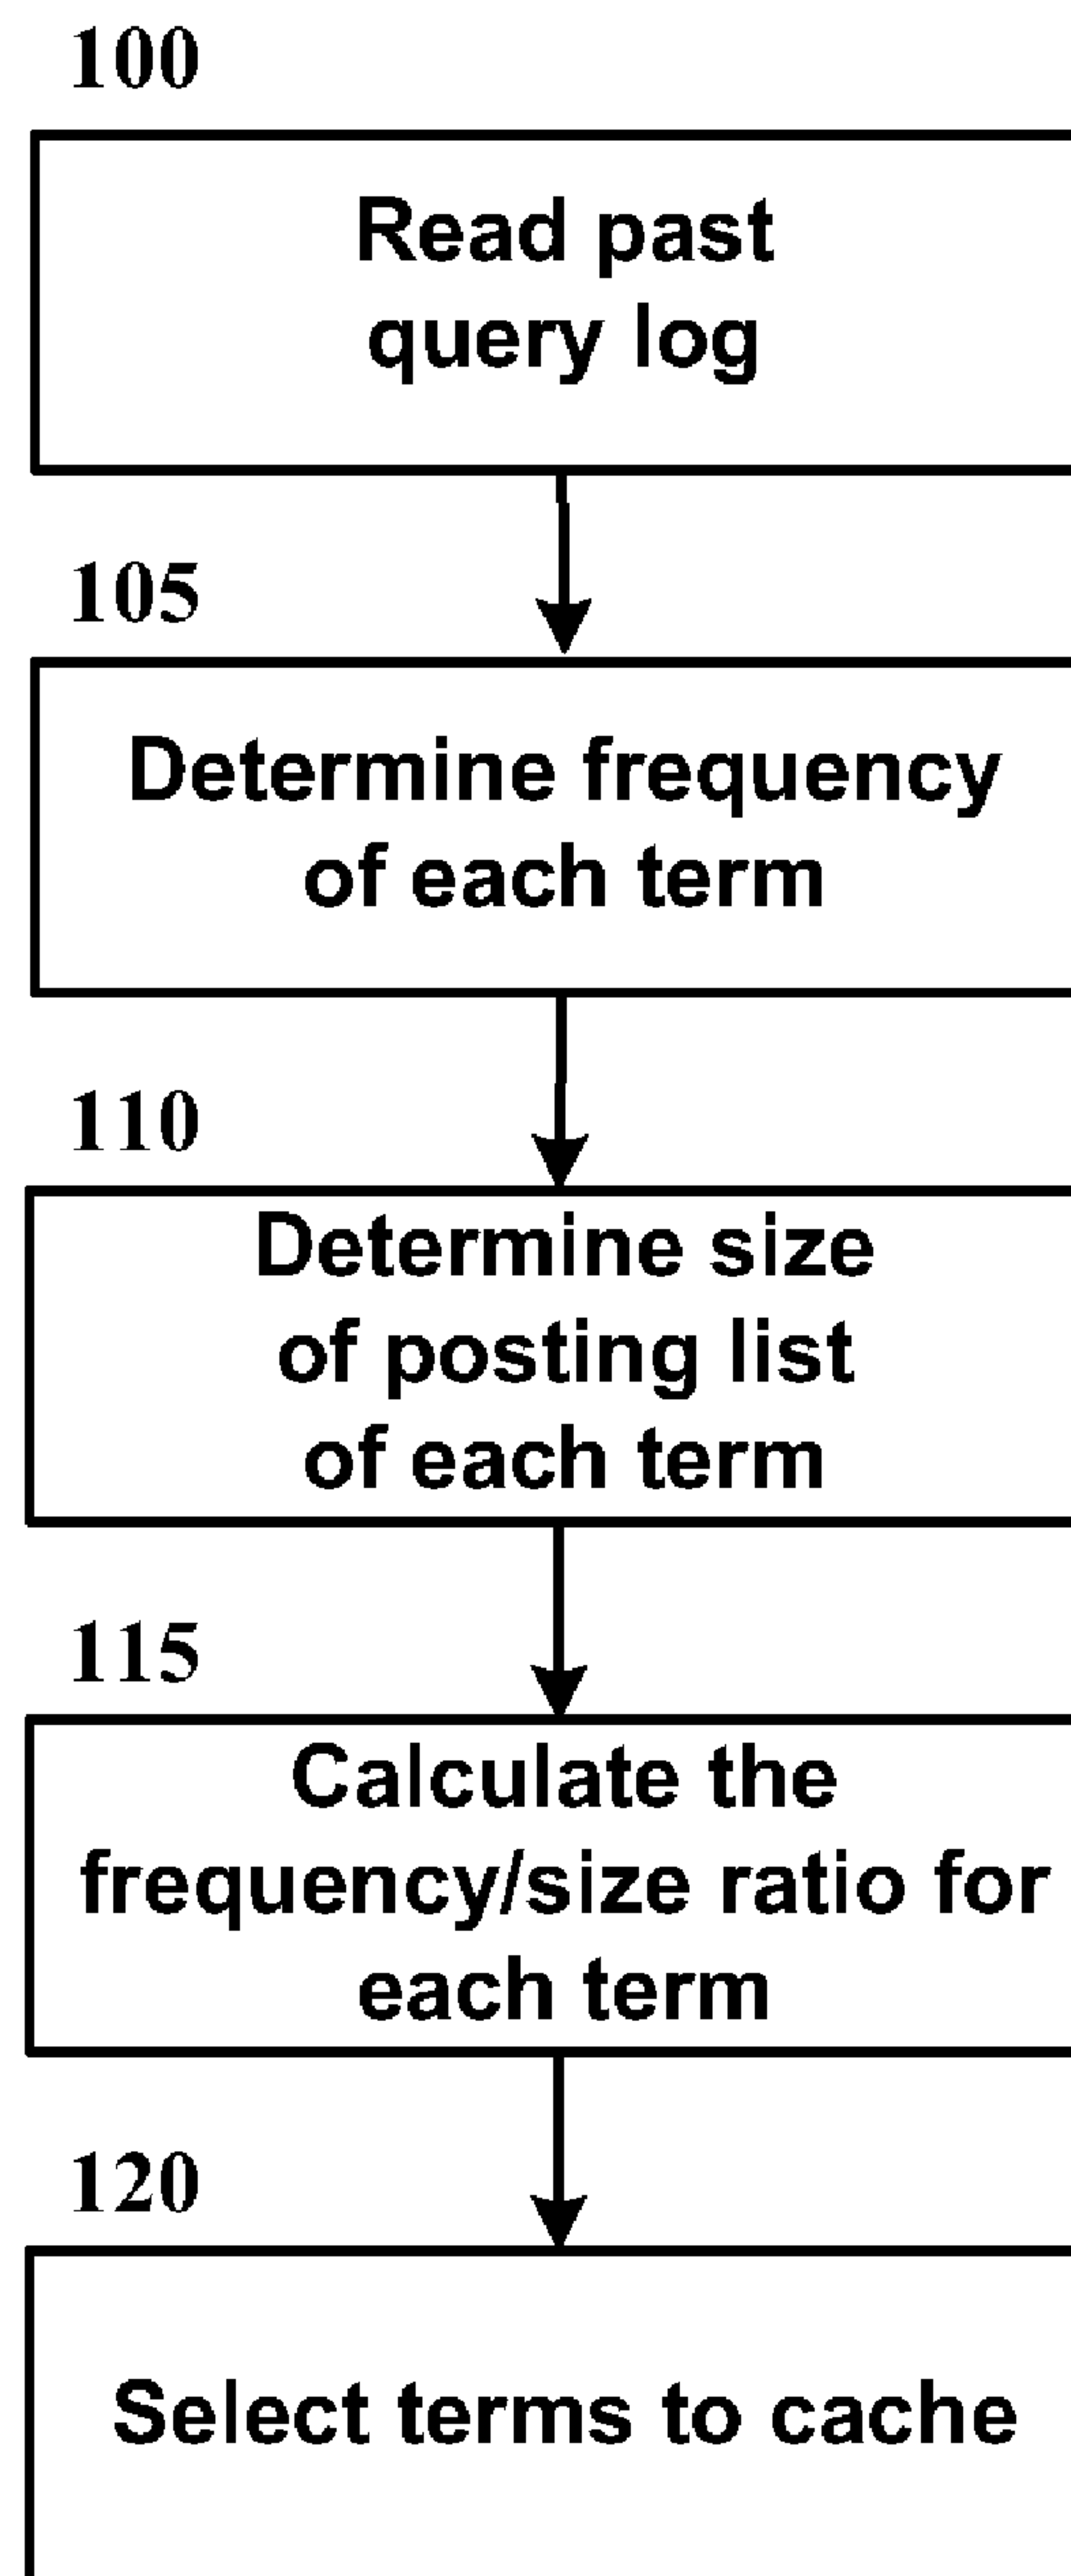 100
Read past
query log
105
Determine frequency
of each term
110
Determine size
of posting list
of each term
115
Calculate the
frequency/size ratio for
each term
120
Select terms to cache